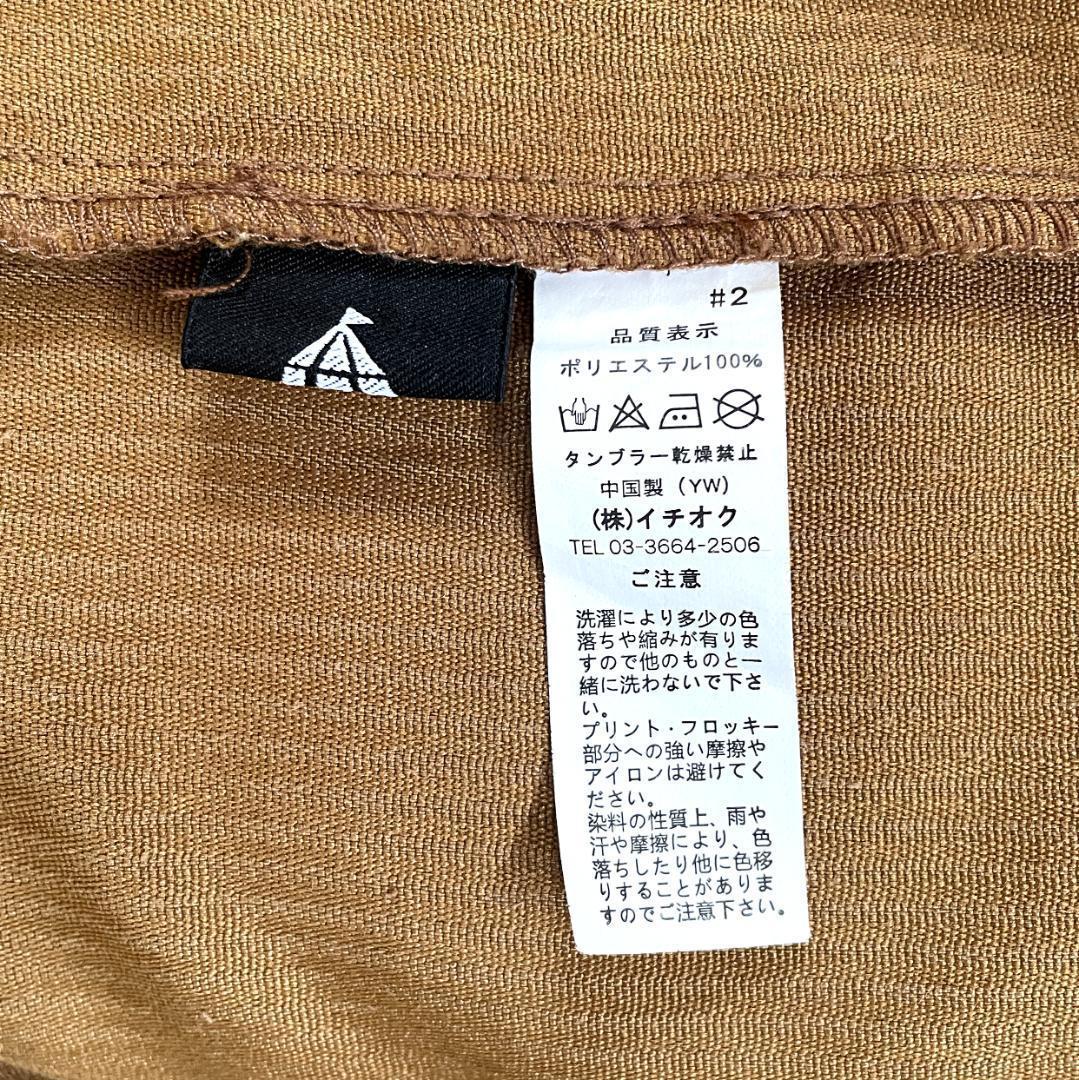 #2
品質表示
ポリエステル100%
タンブラー乾燥禁止
中国製（YW)
(株)イチオク
TEL 03-3664-2506
ご注意
洗濯により多少の色
落ちや縮みが有りま
すので他のものと一
緒に洗わないで下さ
い。
プリント・フロッキー
部分への強い摩擦や
アイロンは避けてく
ださい。
染料の性質上、雨や
汗や摩擦により、色
落ちしたり他に色移
りすることがありま
すのでご注意下さい。